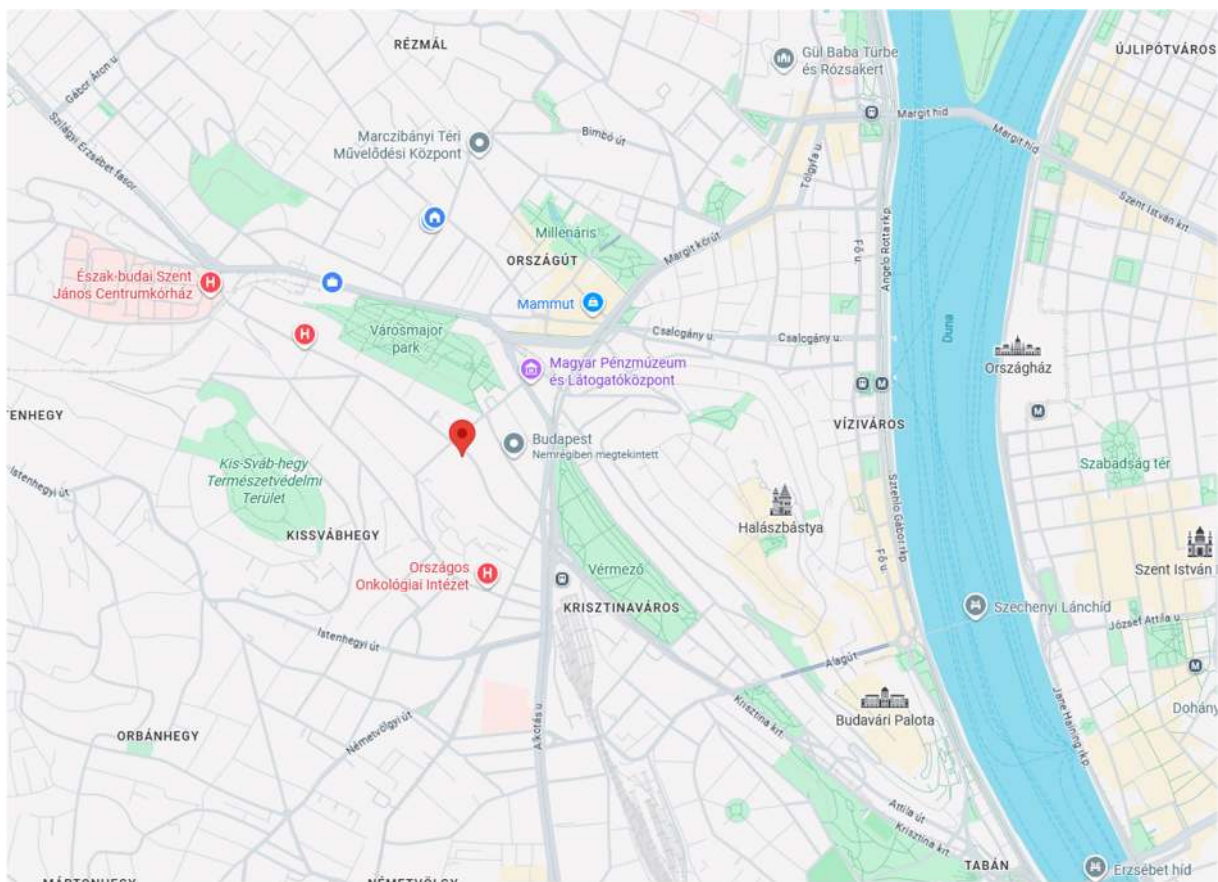 RÉZMÁL
Gül Baba Türbe
és Rózsakert
ÚJLIPÓTVÁROS
Gábor Áron u.
Szilágyi Erzsébet fasor
Marczibányi Téri
Művelődési Központ
Bimbó út
Tölgyfa u.
Margit híd
Margit híd
Szent István krt.
Millenáris
ORSZÁGÚT
Margit körút
Fő u.
Angelo Rotta rkp
Észak-budai Szent
János Centrumkórház
H
Mammut
H
Városmajor
park
Csalogány u.
Csalogány u.
Duna
Országház
Magyar Pénzmúzeum
és Látogatóközpont
M
M
TENHEGY
VÍZIVÁROS
Budapest
Nemrégiben megtekintett
Szabadság tér
Kis-Sváb-hegy
Természetvédelmi
Terület
Istenhegyi út
Sztehlo Gábor rkp
Halászbástya
KISSVÁBHEGY
Fő u.
Országos
Onkológiai Intézet
H
Vérmező
Szent István
KRISZTINAVÁROS
Széchenyi Lánchíd
József Attila u.
Istenhegyi út
Alagút
M
Jane Haining rkp
Dohány
Budavári Palota
Krisztina krt.
Németvölgyi út
Alkotás u.
ORBÁNHEGY
Attila út
Krisztina krt.
TABÁN
Erzsébet híd
MÁRTONHEGY
NÉMETVÖLGY